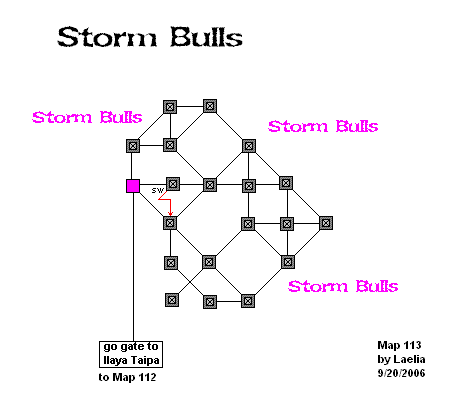 Storm Bulls
Storm Bulls
Storm Bulls
sw
Storm Bulls
go gate to
Ilaya Taipa
to Map 112
Map 113
by Laelia
9/20/2006